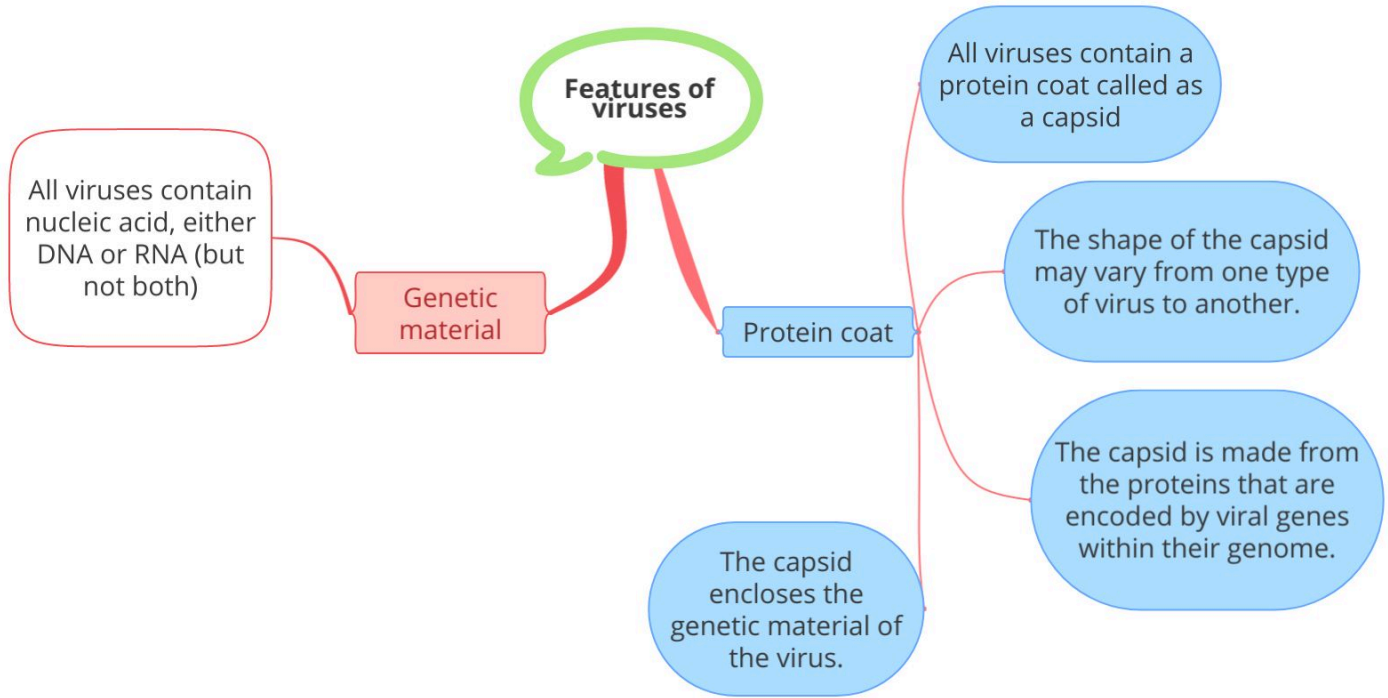 Features of
viruses
All viruses contain
nucleic acid, either
DNA or RNA (but
not both)
Genetic
material
Protein coat
All viruses contain a
protein coat called as
a capsid
The shape of the capsid
may vary from one type
of virus to another.
The capsid is made from
the proteins that are
encoded by viral genes
within their genome.
The capsid
encloses the
genetic material of
the virus.